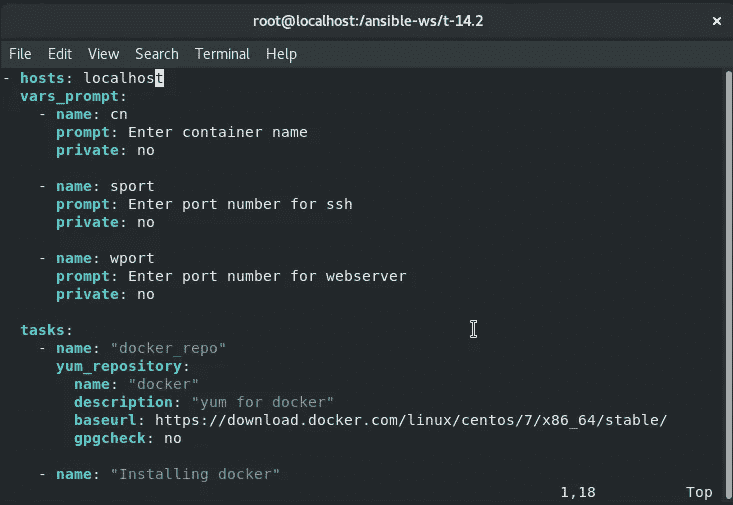 root@localhost:/ansible-ws/t-14.2
×
File Edit View Search Terminal Help
- hosts: localhost
  vars_prompt:
    - name: cn
      prompt: Enter container name
      private: no

    - name: sport
      prompt: Enter port number for ssh
      private: no

    - name: wport
      prompt: Enter port number for webserver
      private: no

  tasks:
    - name: "docker_repo"
      yum_repository:
        name: "docker"
        description: "yum for docker"
        baseurl: https://download.docker.com/linux/centos/7/x86_64/stable/
        gpgcheck: no

    - name: "Installing docker"
1,18 Top